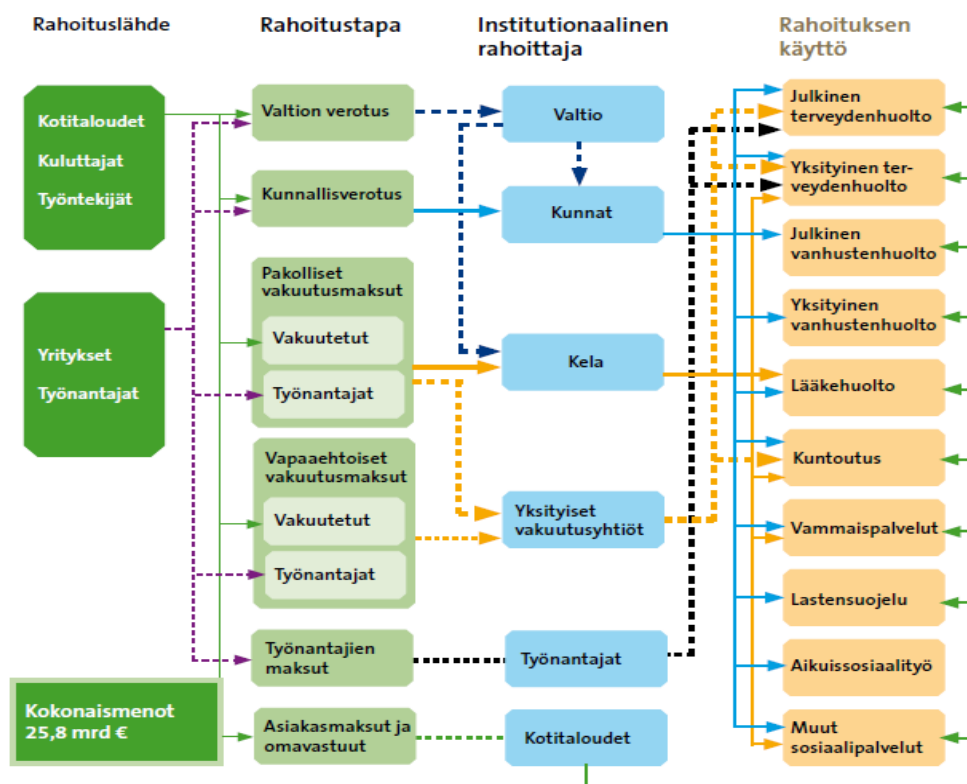 Rahoituslähde
Rahoitustapa
Institutionaalinen
rahoittaja
Rahoituksen
käyttö
Kotitaloudet
Kuluttajat
Työntekijät
Yritykset
Työnantajat
Kokonaismenot
25,8 mrd €
Valtion verotus
Kunnallisverotus
Pakolliset
vakuutusmaksut
Vakuutetut
Työnantajat
Vapaaehtoiset
vakuutusmaksut
Vakuutetut
Työnantajat
Työnantajien
maksut
Asiakasmaksut ja
omavastuut
Valtio
Kunnat
Kela
Yksityiset
vakuutusyhtiöt
Työnantajat
Kotitaloudet
Julkinen
terveydenhuolto
Yksityinen ter-
veydenhuolto
Julkinen
vanhustenhuolto
Yksityinen
vanhustenhuolto
Lääkehuolto
Kuntoutus
Vammaispalvelut
Lastensuojelu
Aikuissosiaalityö
Muut
sosiaalipalvelut